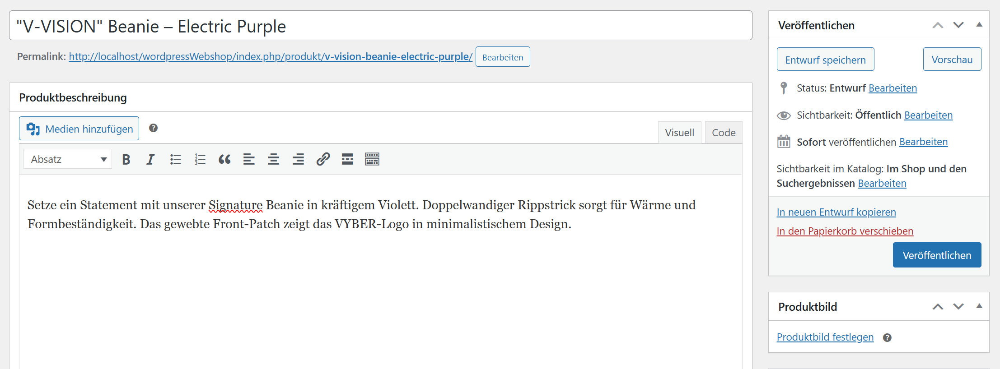 "V-VISION" Beanie – Electric Purple
Permalink: http://localhost/wordpressWebshop/index.php/produkt/v-vision-beanie-electric-purple/ Bearbeiten
Produktbeschreibung
Medien hinzufügen ?
Visuell Code
Absatz
Setze ein Statement mit unserer Signature Beanie in kräftigem Violett. Doppelwandiger Rippstrick sorgt für Wärme und
Formbeständigkeit. Das gewebte Front-Patch zeigt das VYBER-Logo in minimalistischem Design.
Veröffentlichen
Entwurf speichern Vorschau
Status: Entwurf Bearbeiten
Sichtbarkeit: Öffentlich Bearbeiten
Sofort veröffentlichen Bearbeiten
Sichtbarkeit im Katalog: Im Shop und den
Suchergebnissen Bearbeiten
In neuen Entwurf kopieren
In den Papierkorb verschieben
Veröffentlichen
Produktbild
Produktbild festlegen ?